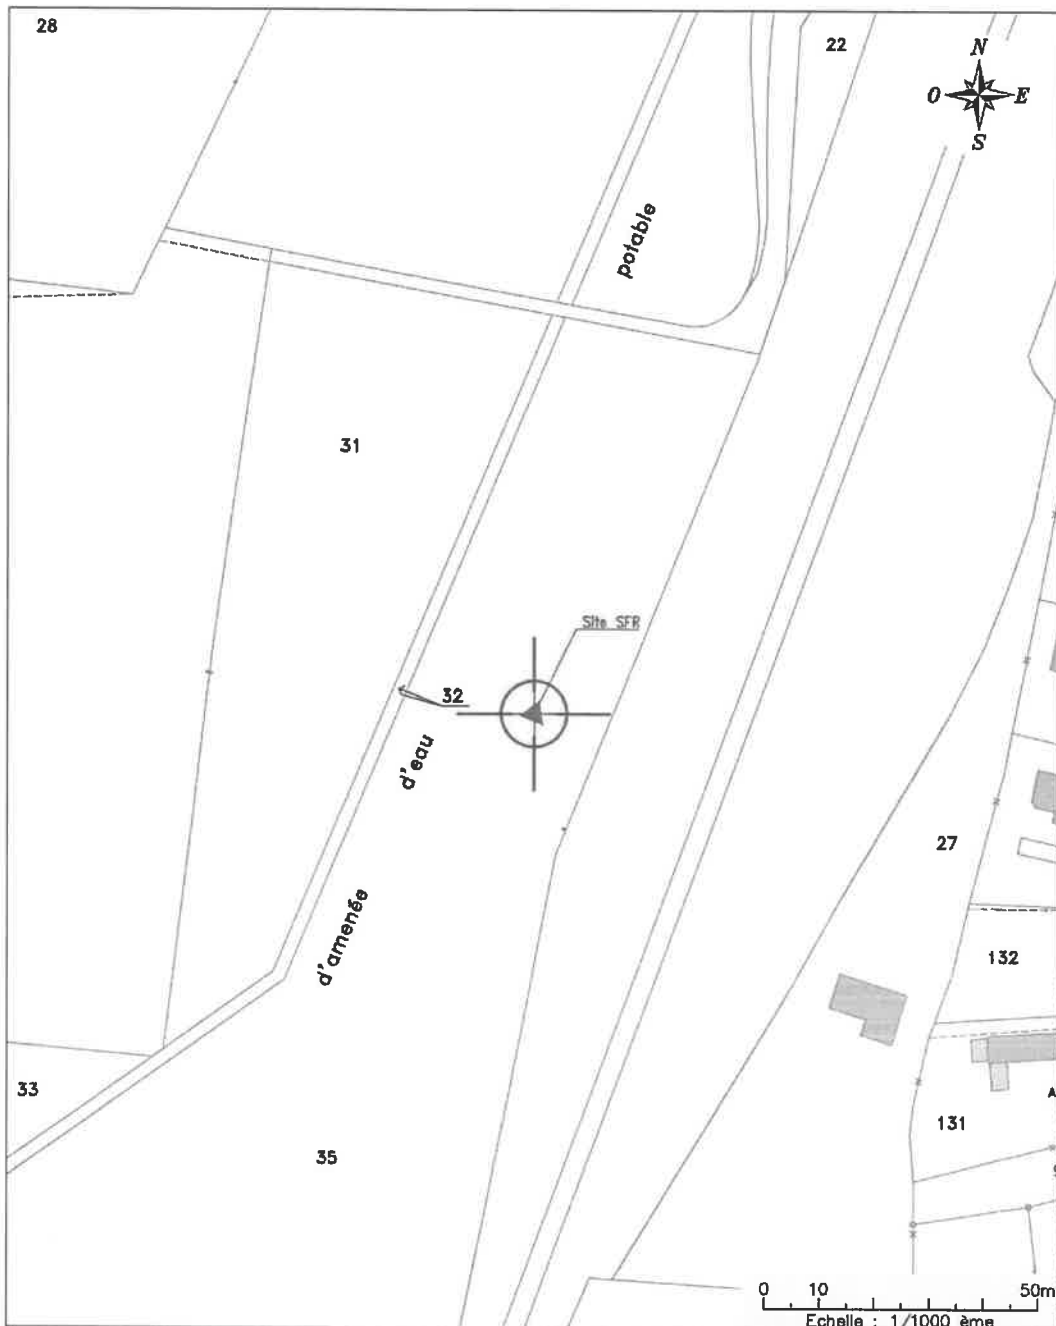 28
22
N
O E
S
potable
31
Site SFR
32
d'eau
27
d'amenée
132
33
131
35
0 10 50m
Echelle : 1/1000 ème